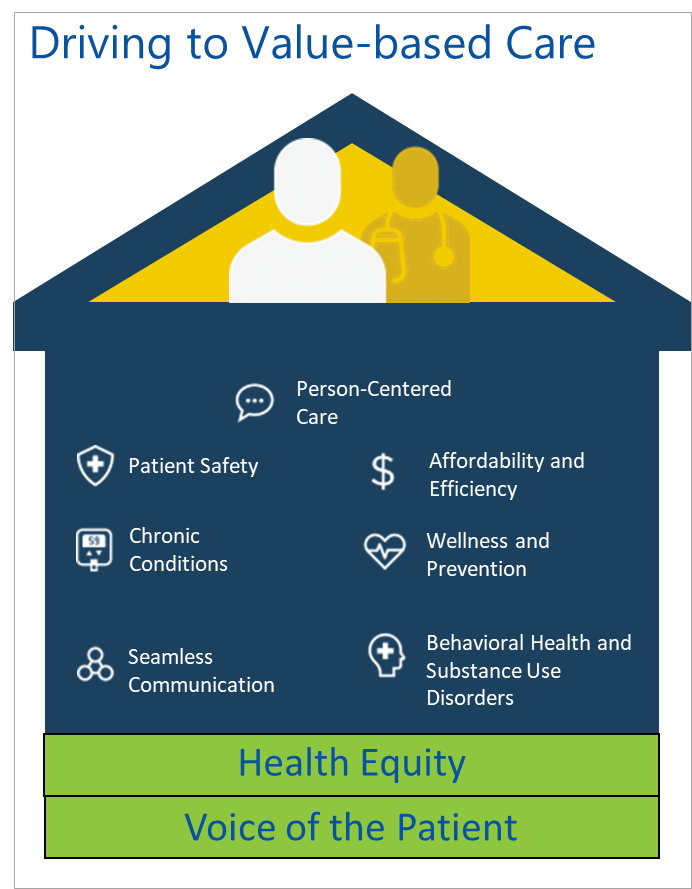 Driving to Value-based Care
Person-Centered
Care
Patient Safety
Affordability and
Efficiency
59
Chronic
Conditions
Wellness and
Prevention
Seamless
Communication
Behavioral Health and
Substance Use
Disorders
Health Equity
Voice of the Patient